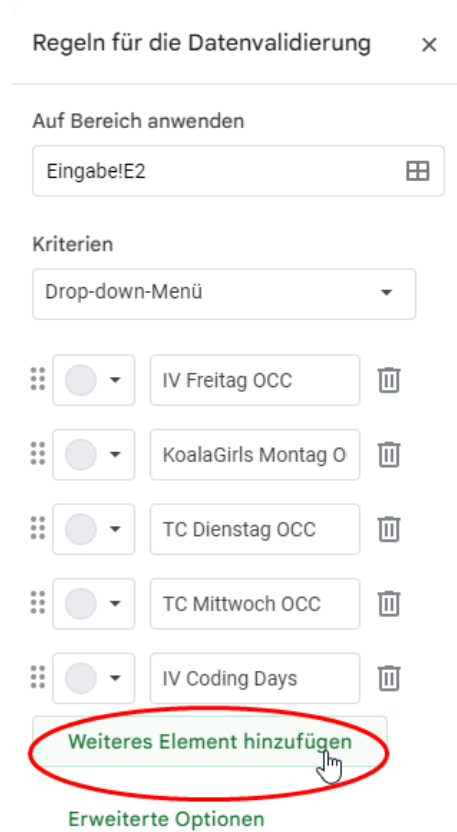 Regeln für die Datenvalidierung
Auf Bereich anwenden
Eingabe!E2
Kriterien
Drop-down-Menü
IV Freitag OCC
KoalaGirls Montag O
TC Dienstag OCC
TC Mittwoch OCC
IV Coding Days
Weiteres Element hinzufügen
Erweiterte Optionen